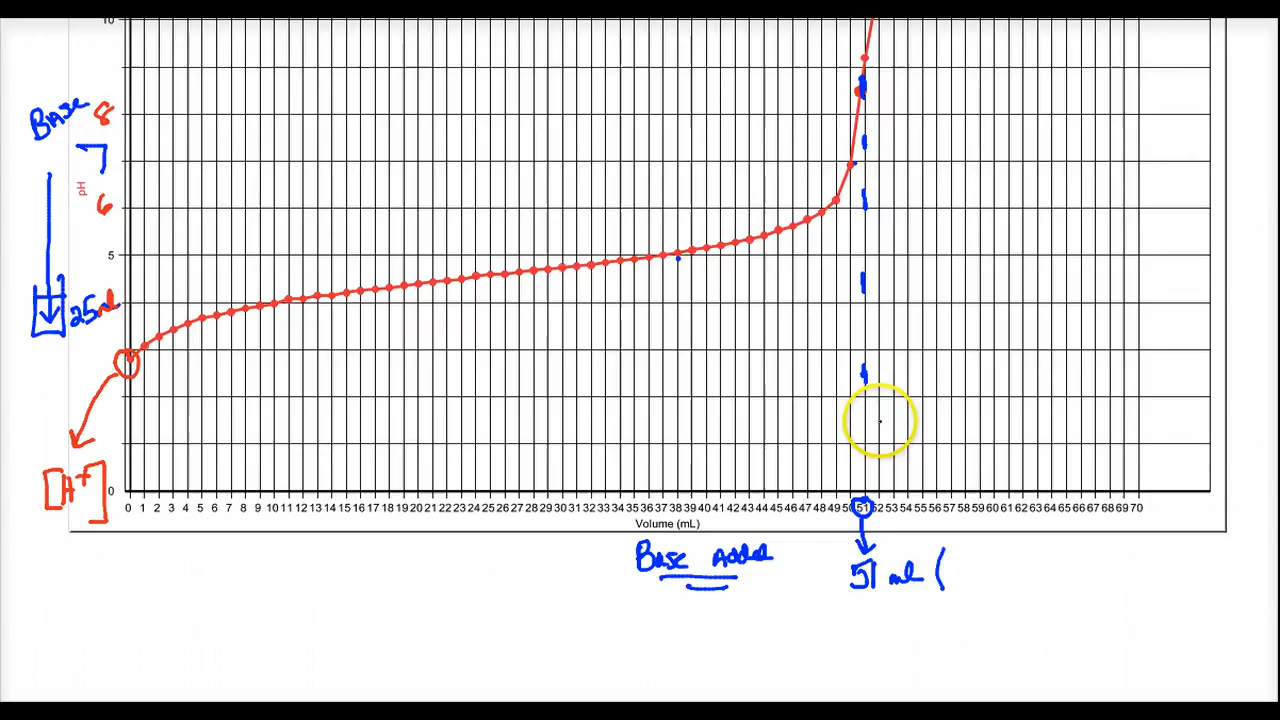 10
Base
8
7
pH
6
5
25ml
[H+]
0
0 1 2 3 4 5 6 7 8 9 10 11 12 13 14 15 16 17 18 19 20 21 22 23 24 25 26 27 28 29 30 31 32 33 34 35 36 37 38 39 40 41 42 43 44 45 46 47 48 49 50 51 52 53 54 55 56 57 58 59 60 61 62 63 64 65 66 67 68 69 70
Volume (mL)
Base Added
51 ml (